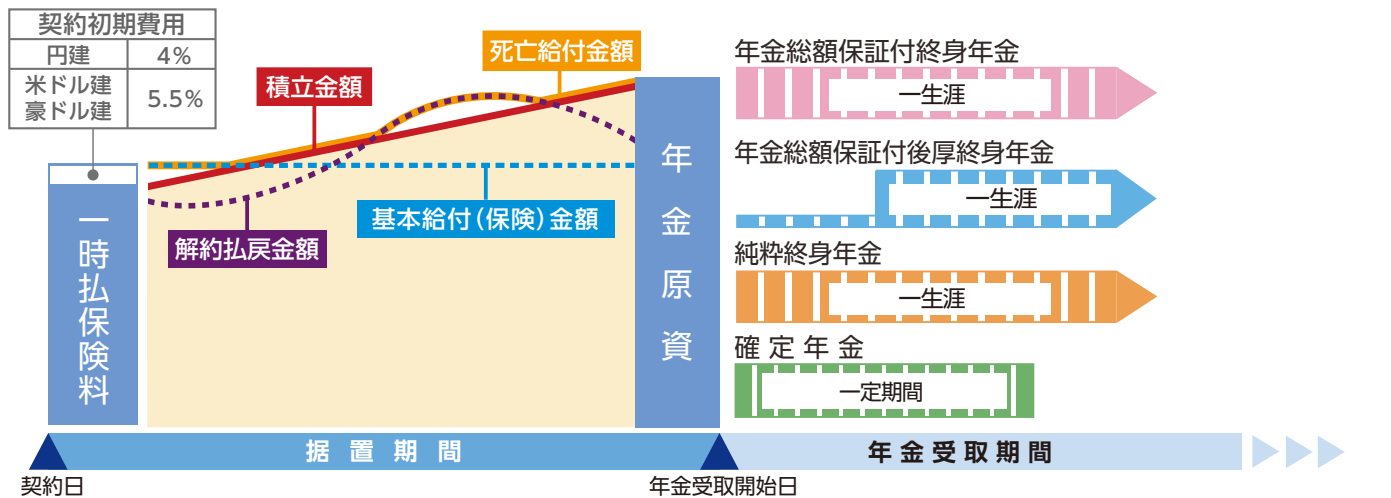 契約初期費用
円建 4%
米ドル建
豪ドル建
5.5%
一時払保険料
積立金額
死亡給付金額
解約払戻金額
基本給付(保険)金額
年金原資
年金総額保証付終身年金
一生涯
年金総額保証付後厚終身年金
一生涯
純粋終身年金
一生涯
確定年金
一定期間
据置期間
年金受取期間
契約日
年金受取開始日